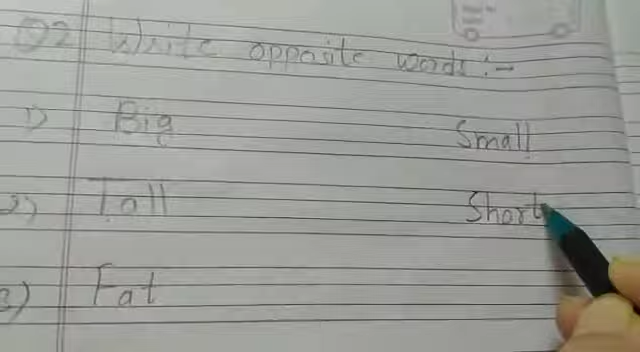 Q2 Write opposite words :-
1) Big Small
2) Tall Short
3) Fat